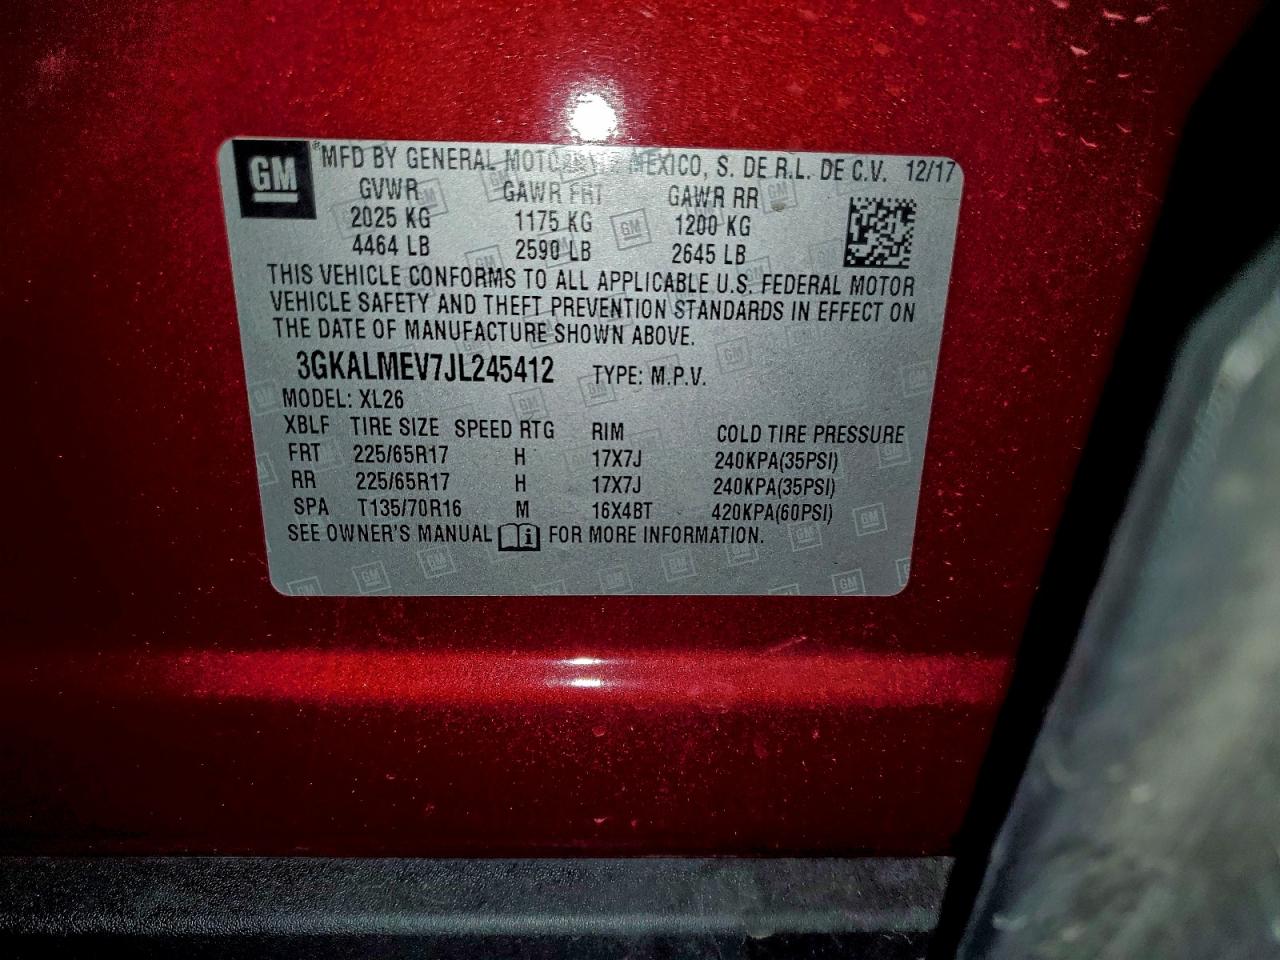 GM
MFD BY GENERAL MOTORS DE MEXICO, S. DE R.L. DE C.V. 12/17
GVWR GAWR FRT GAWR RR
2025 KG 1175 KG 1200 KG
4464 LB 2590 LB 2645 LB
THIS VEHICLE CONFORMS TO ALL APPLICABLE U.S. FEDERAL MOTOR
VEHICLE SAFETY AND THEFT PREVENTION STANDARDS IN EFFECT ON
THE DATE OF MANUFACTURE SHOWN ABOVE.
3GKALMEV7JL245412 TYPE: M.P.V.
MODEL: XL26
XBLF TIRE SIZE SPEED RTG RIM COLD TIRE PRESSURE
FRT 225/65R17 H 17X7J 240KPA(35PSI)
RR 225/65R17 H 17X7J 240KPA(35PSI)
SPA T135/70R16 M 16X4BT 420KPA(60PSI)
SEE OWNER'S MANUAL FOR MORE INFORMATION.